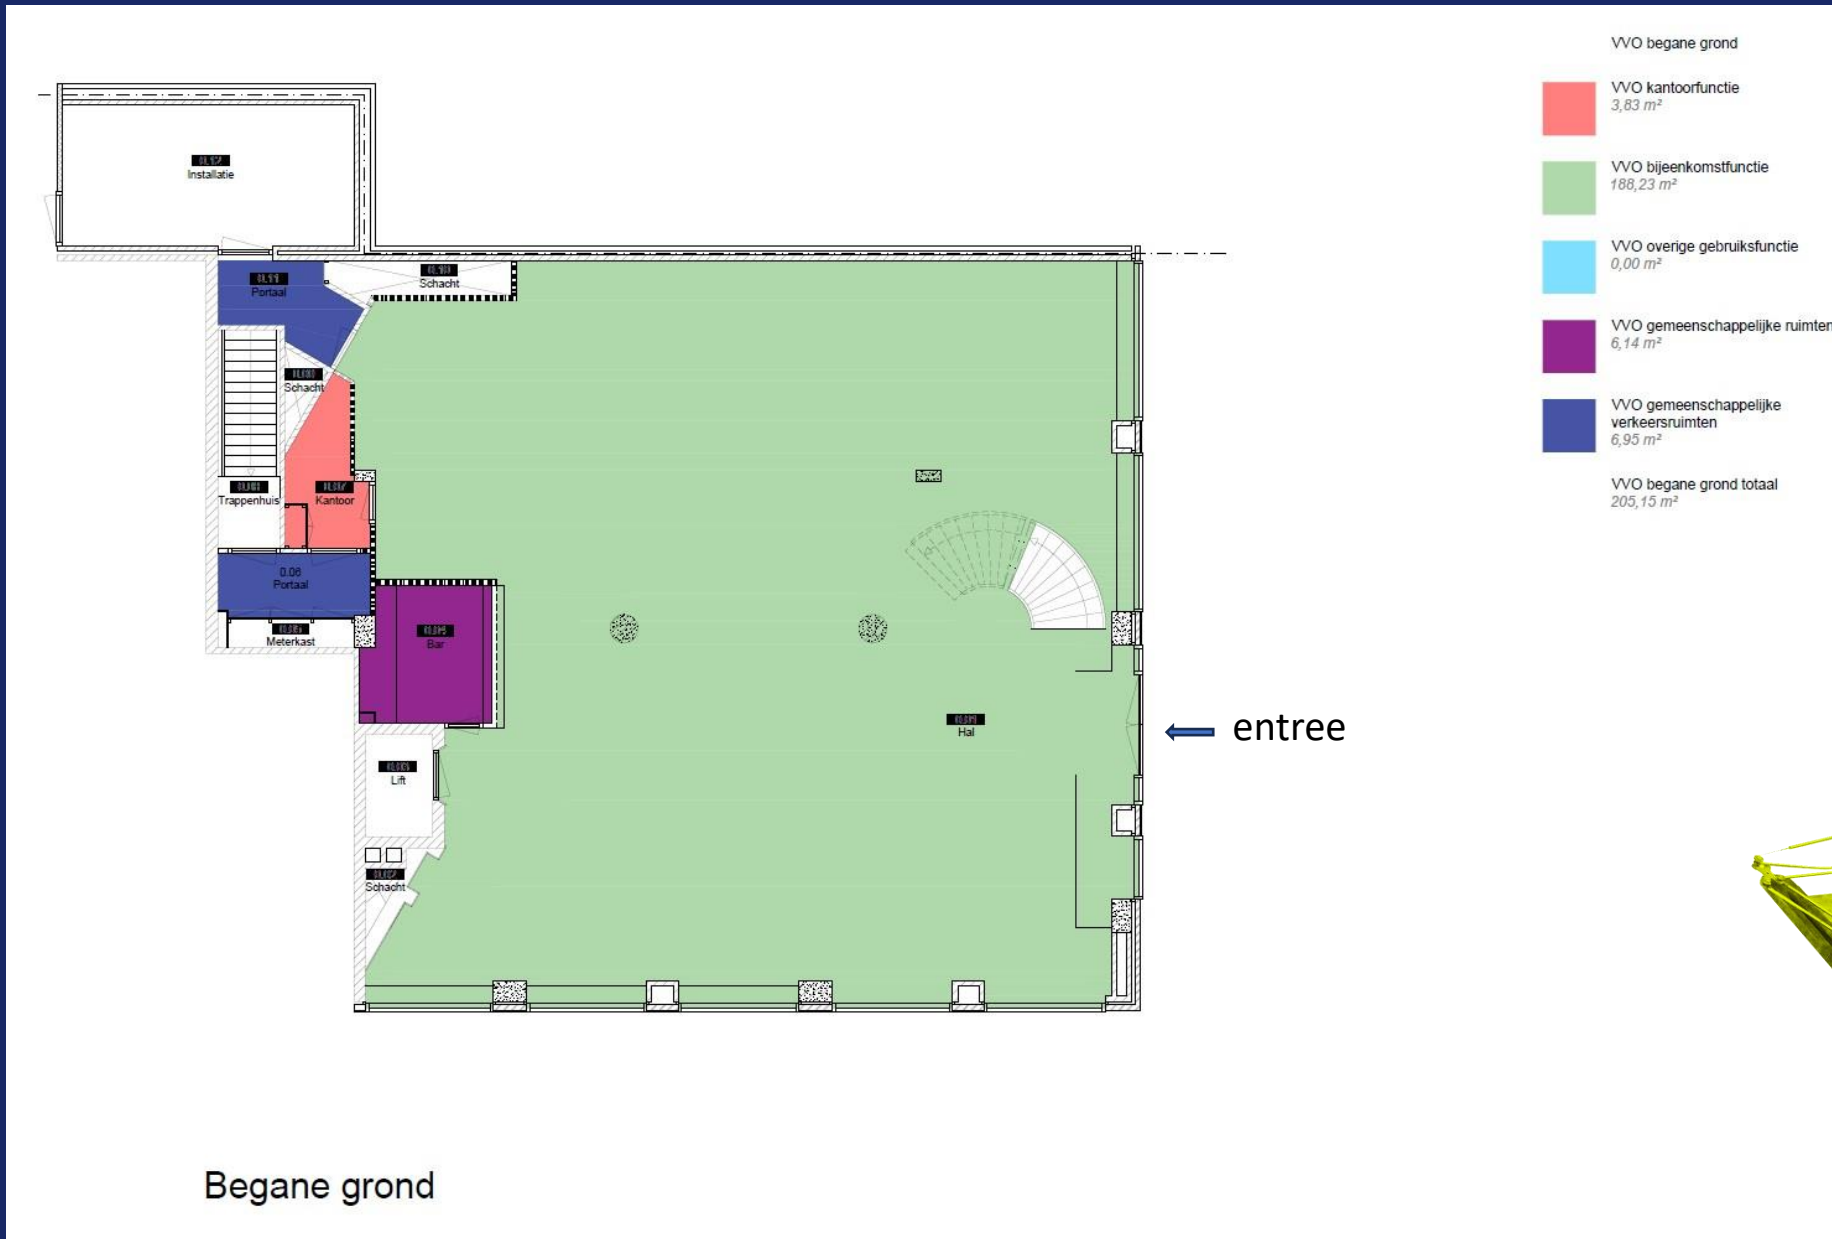 VVO begane grond
VVO kantoorfunctie
3,83 m²
VVO bijeenkomstfunctie
188,23 m²
VVO overige gebruiksfunctie
0,00 m²
VVO gemeenschappelijke ruimten
6,14 m²
VVO gemeenschappelijke
verkeersruimten
6,95 m²
VVO begane grond totaal
205,15 m²
Installatie
Portaal
Schacht
Schacht
Trappenhuis
Kantoor
0.06
Portaal
Meterkast
Bar
Hal
entree
Lift
Schacht
Begane grond